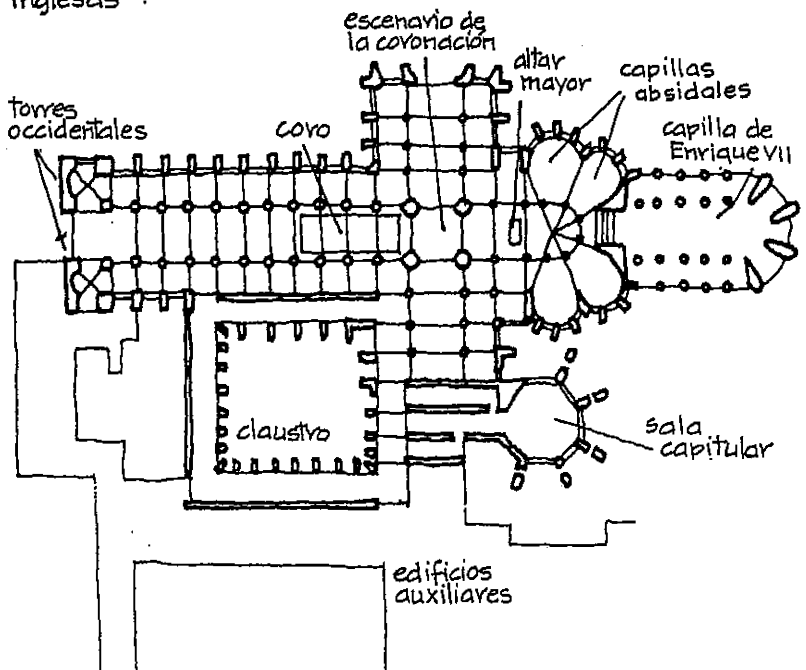 inglesas".
escenario de
la coronación
altar
mayor
capillas
absidales
torres
occidentales
coro
capilla de
Enrique VII
claustro
sala
capitular
edificios
auxiliares